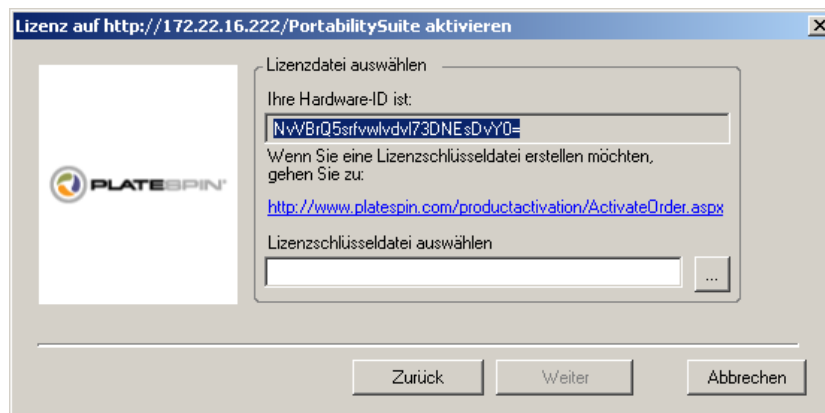 Lizenz auf http://172.22.16.222/PortabilitySuite aktivieren
PLATESPIN
Lizenzdatei auswählen
Ihre Hardware-ID ist:
NvVBrQ5srfvwlvdvl73DNEsDvY0=
Wenn Sie eine Lizenzschlüsseldatei erstellen möchten,
gehen Sie zu:
http://www.platespin.com/productactivation/ActivateOrder.aspx
Lizenzschlüsseldatei auswählen
...
Zurück
Weiter
Abbrechen